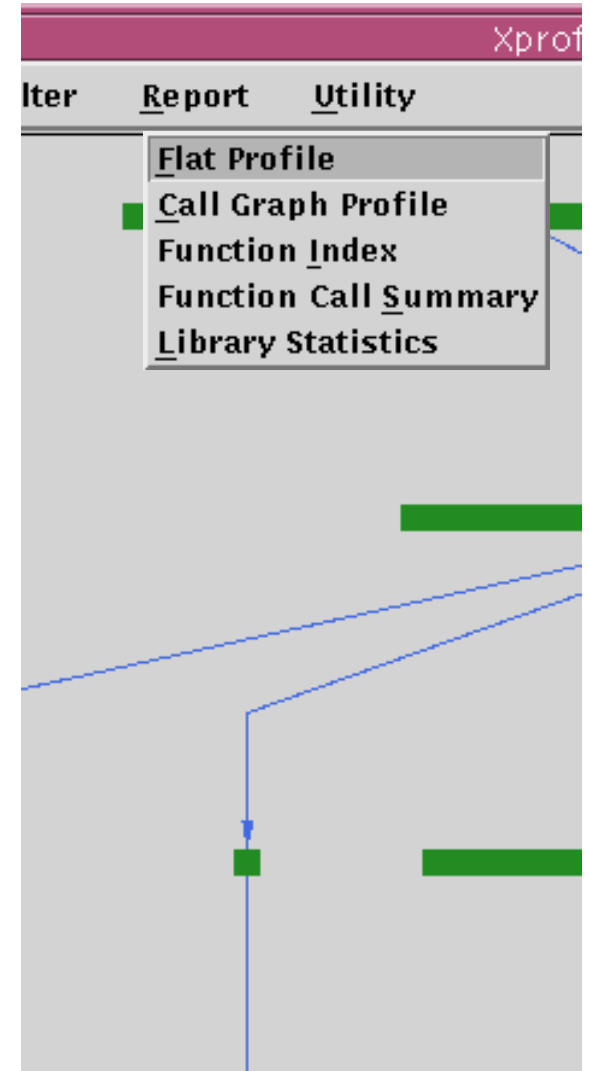 Xprof
lter Report Utility
Flat Profile
Call Graph Profile
Function Index
Function Call Summary
Library Statistics